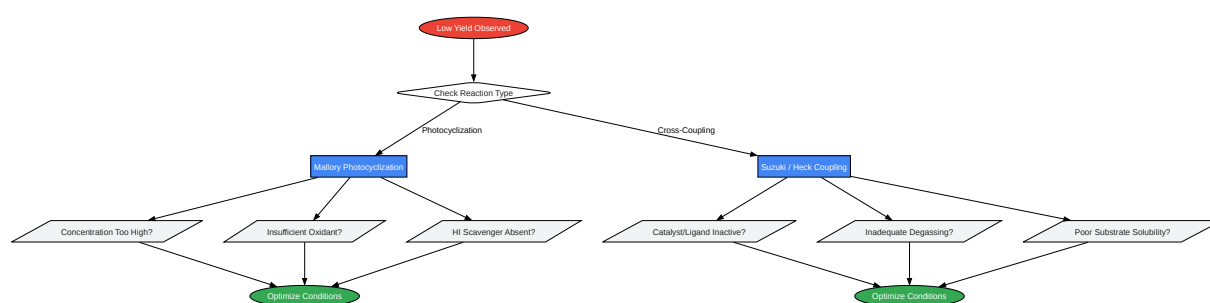 Low Yield Observed
Check Reaction Type
Photocyclization
Cross-Coupling
Mallory Photocyclization
Suzuki / Heck Coupling
Concentration Too High?
Insufficient Oxidant?
HI Scavenger Absent?
Catalyst/Ligand Inactive?
Inadequate Degassing?
Poor Substrate Solubility?
Optimize Conditions
Optimize Conditions